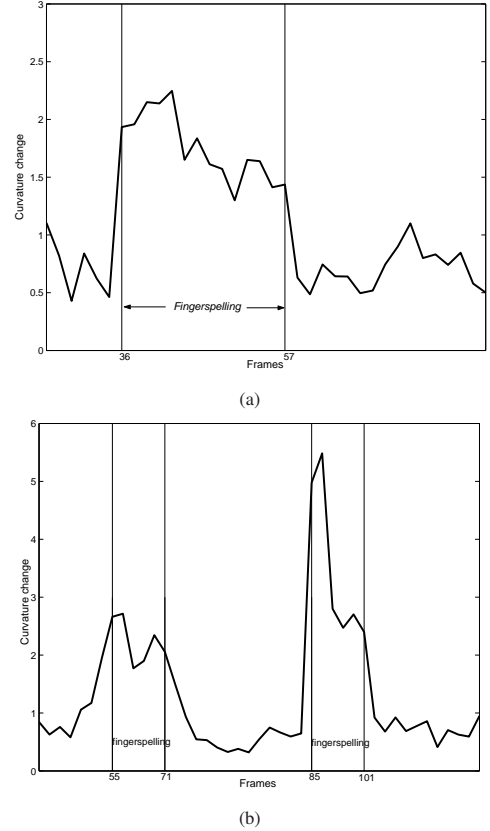 3
2.5
2
1.5
1
0.5
0
Curvature change
Fingerspelling
36
57
Frames
(a)
6
5
4
3
2
1
0
Curvature change
fingerspelling
fingerspelling
55
71
85
101
Frames
(b)